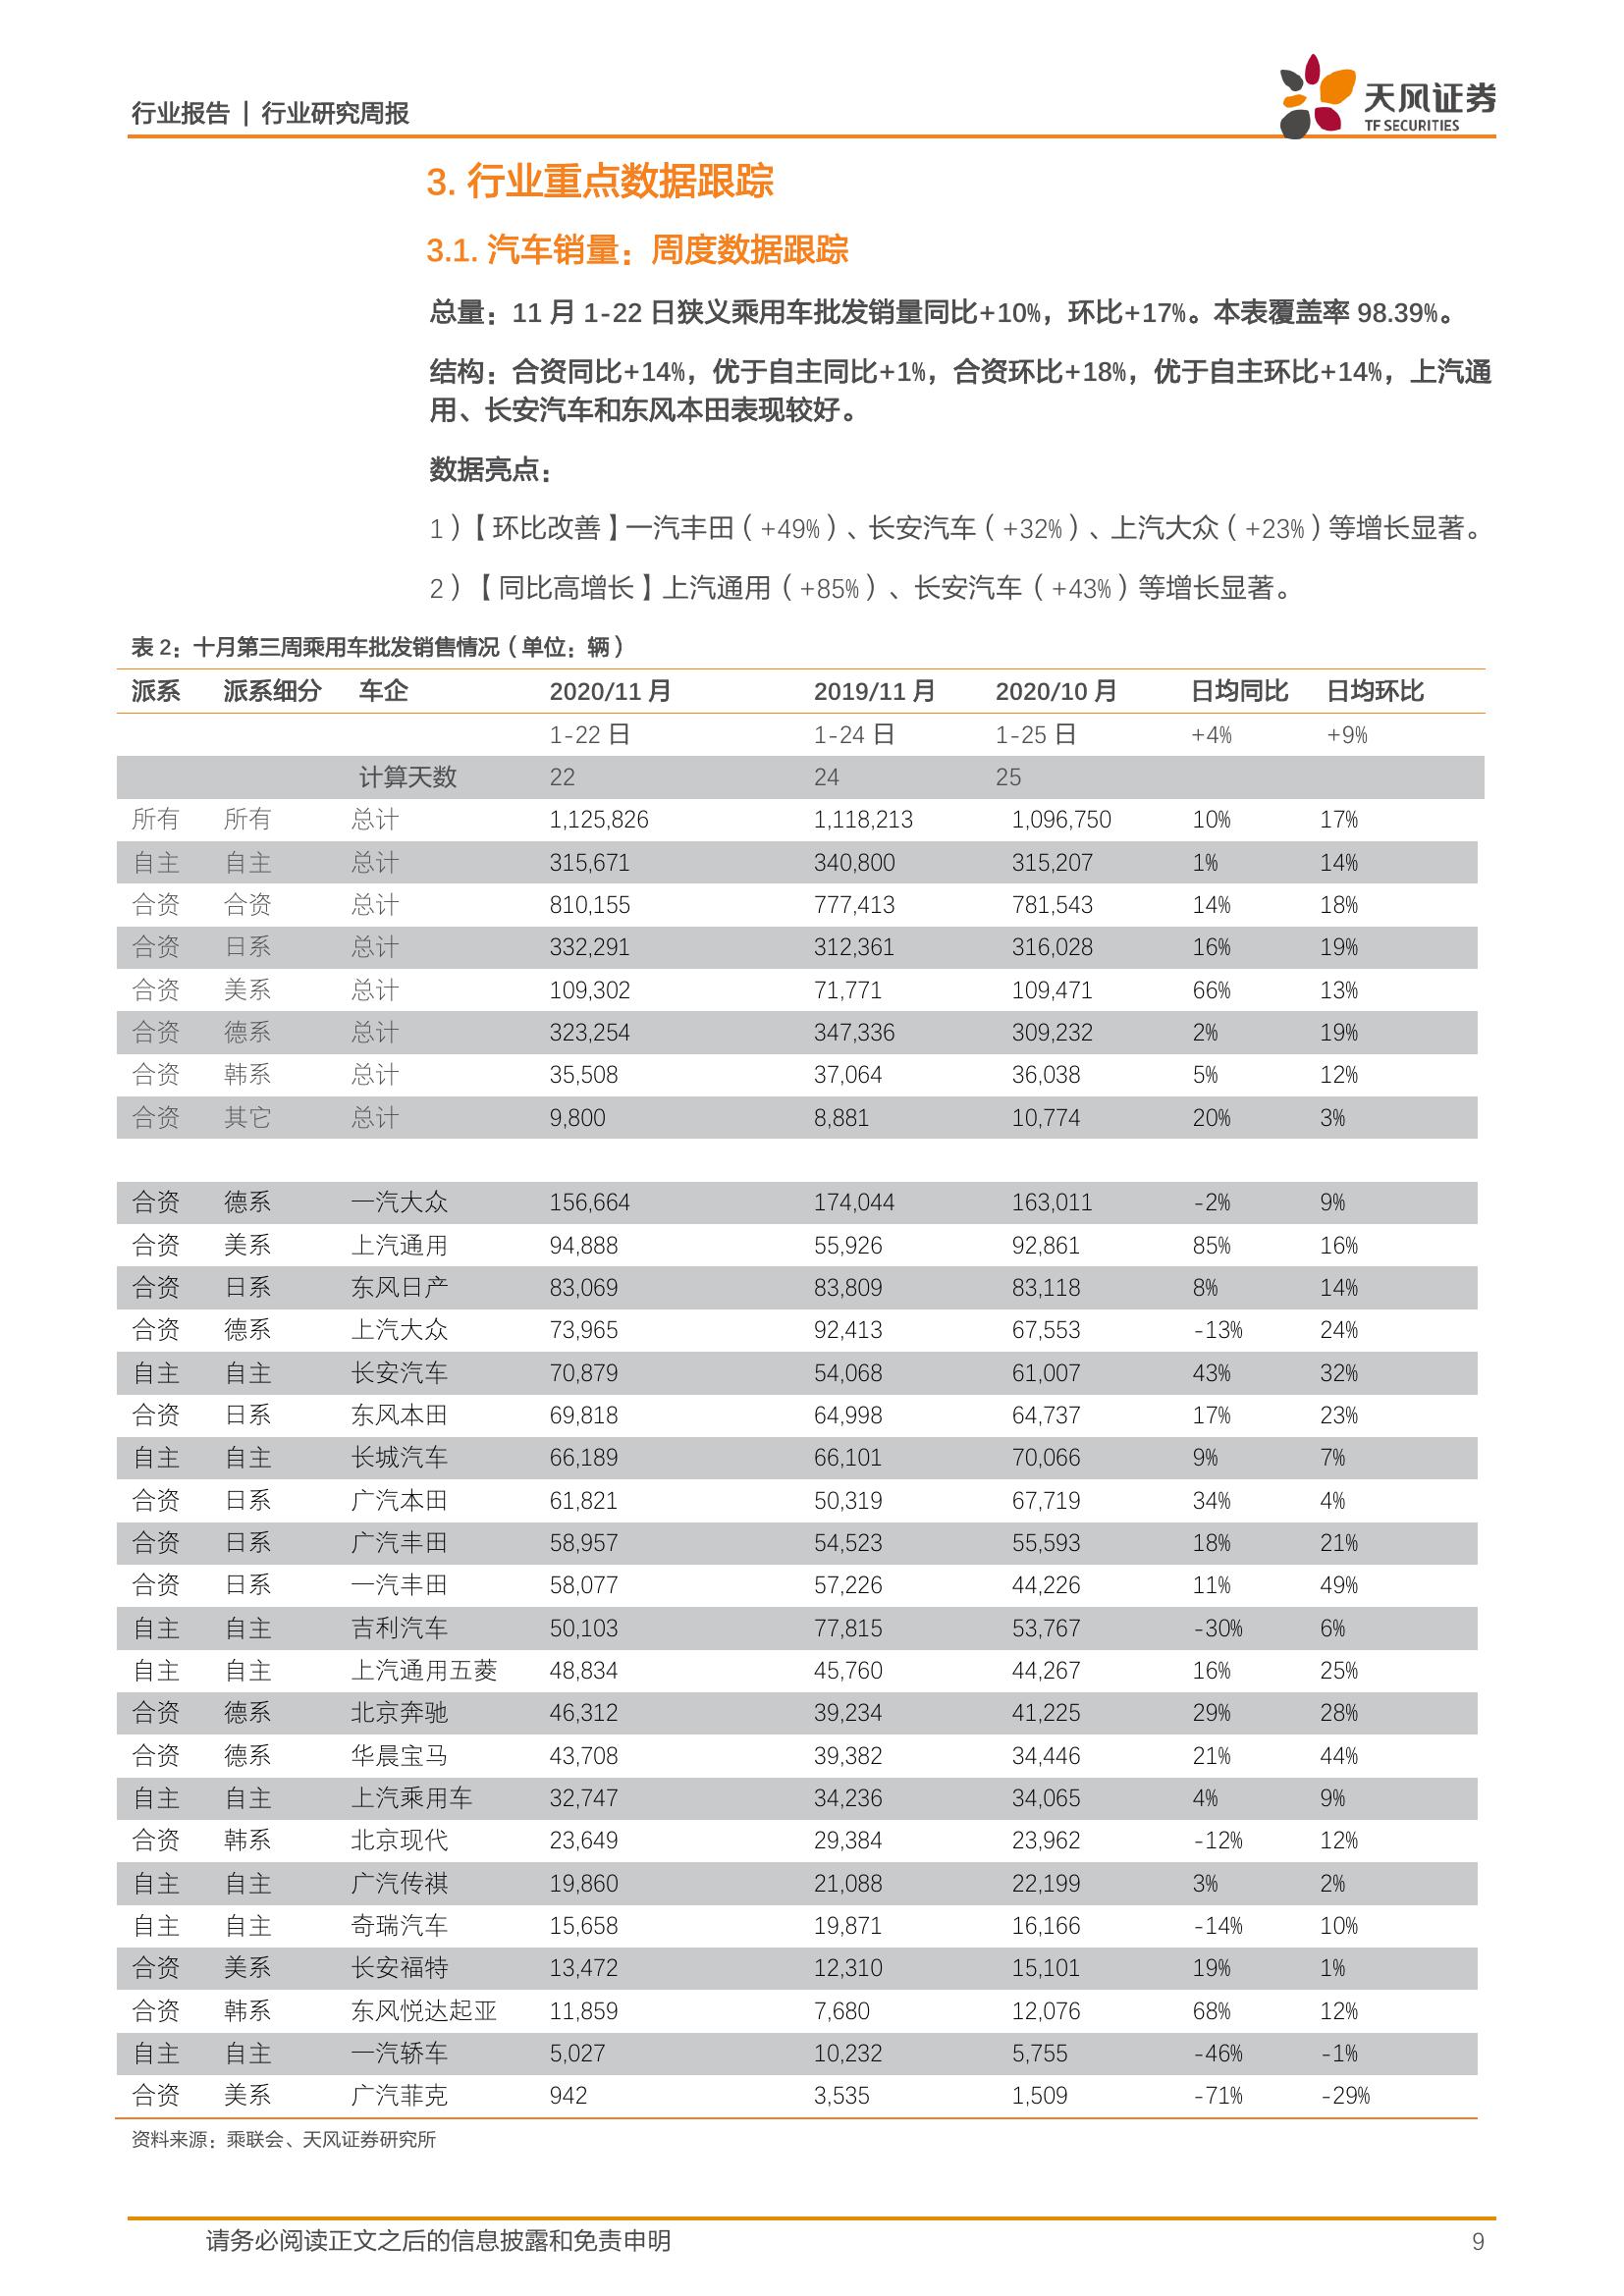 行业报告 | 行业研究周报
天风证券
TF SECURITIES
3. 行业重点数据跟踪
3.1. 汽车销量：周度数据跟踪
总量：11 月 1-22 日狭义乘用车批发销量同比+10%，环比+17%。本表覆盖率 98.39%。
结构：合资同比+14%，优于自主同比+1%，合资环比+18%，优于自主环比+14%，上汽通
用、长安汽车和东风本田表现较好。
数据亮点：
1）【环比改善】一汽丰田（+49%）、长安汽车（+32%）、上汽大众（+23%）等增长显著。
2）【同比高增长】上汽通用（+85%）、长安汽车（+43%）等增长显著。
表 2：十月第三周乘用车批发销售情况（单位：辆）
派系 派系细分 车企 2020/11 月 2019/11 月 2020/10 月 日均同比 日均环比
1-22 日 1-24 日 1-25 日 +4% +9%
计算天数 22 24 25
所有 所有 总计 1,125,826 1,118,213 1,096,750 10% 17%
自主 自主 总计 315,671 340,800 315,207 1% 14%
合资 合资 总计 810,155 777,413 781,543 14% 18%
合资 日系 总计 332,291 312,361 316,028 16% 19%
合资 美系 总计 109,302 71,771 109,471 66% 13%
合资 德系 总计 323,254 347,336 309,232 2% 19%
合资 韩系 总计 35,508 37,064 36,038 5% 12%
合资 其它 总计 9,800 8,881 10,774 20% 3%
合资 德系 一汽大众 156,664 174,044 163,011 -2% 9%
合资 美系 上汽通用 94,888 55,926 92,861 85% 16%
合资 日系 东风日产 83,069 83,809 83,118 8% 14%
合资 德系 上汽大众 73,965 92,413 67,553 -13% 24%
自主 自主 长安汽车 70,879 54,068 61,007 43% 32%
合资 日系 东风本田 69,818 64,998 64,737 17% 23%
自主 自主 长城汽车 66,189 66,101 70,066 9% 7%
合资 日系 广汽本田 61,821 50,319 67,719 34% 4%
合资 日系 广汽丰田 58,957 54,523 55,593 18% 21%
合资 日系 一汽丰田 58,077 57,226 44,226 11% 49%
自主 自主 吉利汽车 50,103 77,815 53,767 -30% 6%
自主 自主 上汽通用五菱 48,834 45,760 44,267 16% 25%
合资 德系 北京奔驰 46,312 39,234 41,225 29% 28%
合资 德系 华晨宝马 43,708 39,382 34,446 21% 44%
自主 自主 上汽乘用车 32,747 34,236 34,065 4% 9%
合资 韩系 北京现代 23,649 29,384 23,962 -12% 12%
自主 自主 广汽传祺 19,860 21,088 22,199 3% 2%
自主 自主 奇瑞汽车 15,658 19,871 16,166 -14% 10%
合资 美系 长安福特 13,472 12,310 15,101 19% 1%
合资 韩系 东风悦达起亚 11,859 7,680 12,076 68% 12%
自主 自主 一汽轿车 5,027 10,232 5,755 -46% -1%
合资 美系 广汽菲克 942 3,535 1,509 -71% -29%
资料来源：乘联会、天风证券研究所
请务必阅读正文之后的信息披露和免责申明 9